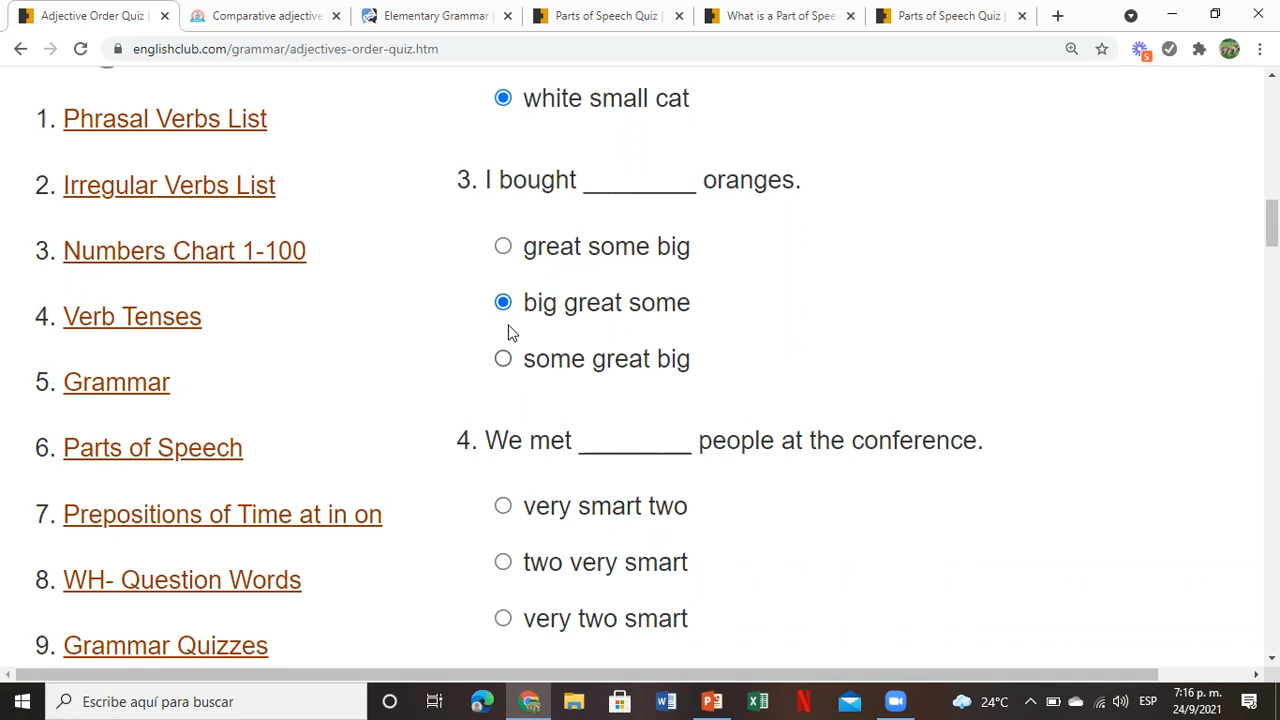 Adjective Order Quiz |
Comparative adjective
Elementary Grammar |
Parts of Speech Quiz |
What is a Part of Spee
Parts of Speech Quiz |
englishclub.com/grammar/adjectives-order-quiz.htm
5
1. Phrasal Verbs List
2. Irregular Verbs List
3. Numbers Chart 1-100
4. Verb Tenses
5. Grammar
6. Parts of Speech
7. Prepositions of Time at in on
8. WH- Question Words
9. Grammar Quizzes
white small cat
3. I bought ________ oranges.
great some big
big great some
some great big
4. We met ________ people at the conference.
very smart two
two very smart
very two smart
Escribe aquí para buscar
24°C
ESP
7:16 p. m.
24/9/2021